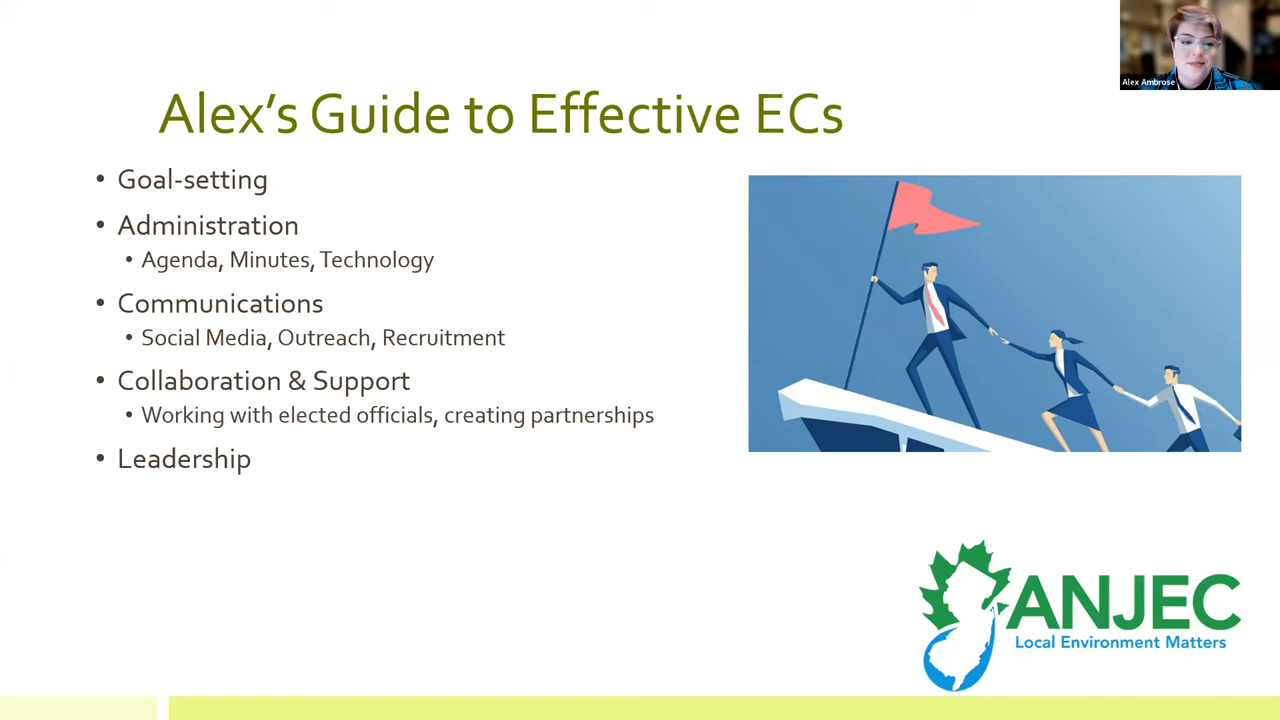 Alex Ambrose
Alex’s Guide to Effective ECs
• Goal-setting
• Administration
• Agenda, Minutes, Technology
• Communications
• Social Media, Outreach, Recruitment
• Collaboration & Support
• Working with elected officials, creating partnerships
• Leadership
ANJEC
Local Environment Matters